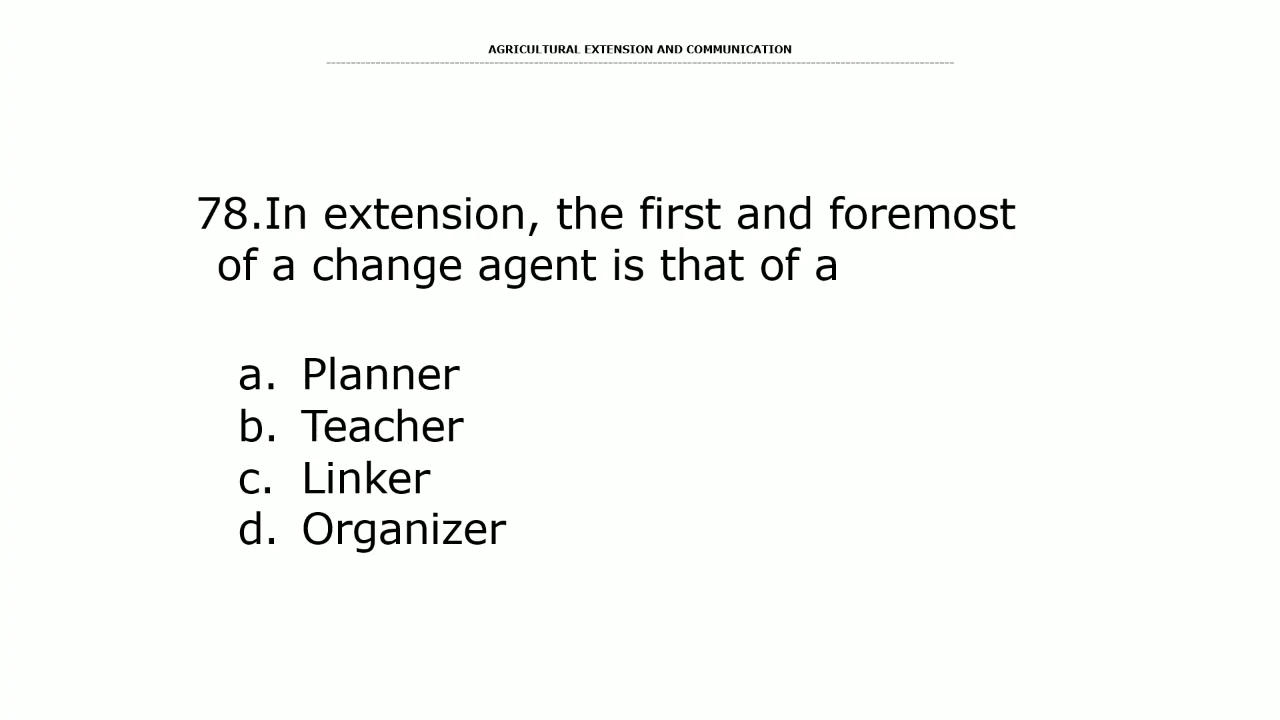 AGRICULTURAL EXTENSION AND COMMUNICATION
78.In extension, the first and foremost
of a change agent is that of a
a. Planner
b. Teacher
c. Linker
d. Organizer